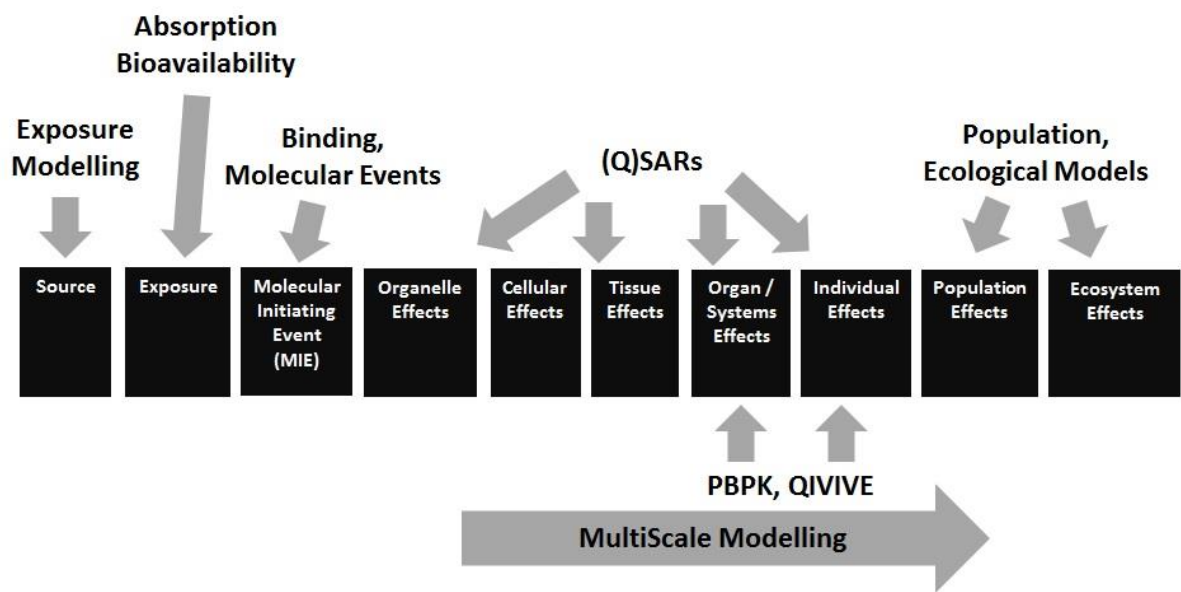 Absorption
Bioavailability
Exposure
Modelling
Binding,
Molecular Events
(Q)SARs
Population,
Ecological Models
Source
Exposure
Molecular
Initiating
Event
(MIE)
Organelle
Effects
Cellular
Effects
Tissue
Effects
Organ /
Systems
Effects
Individual
Effects
Population
Effects
Ecosystem
Effects
PBPK, QIVIVE
MultiScale Modelling